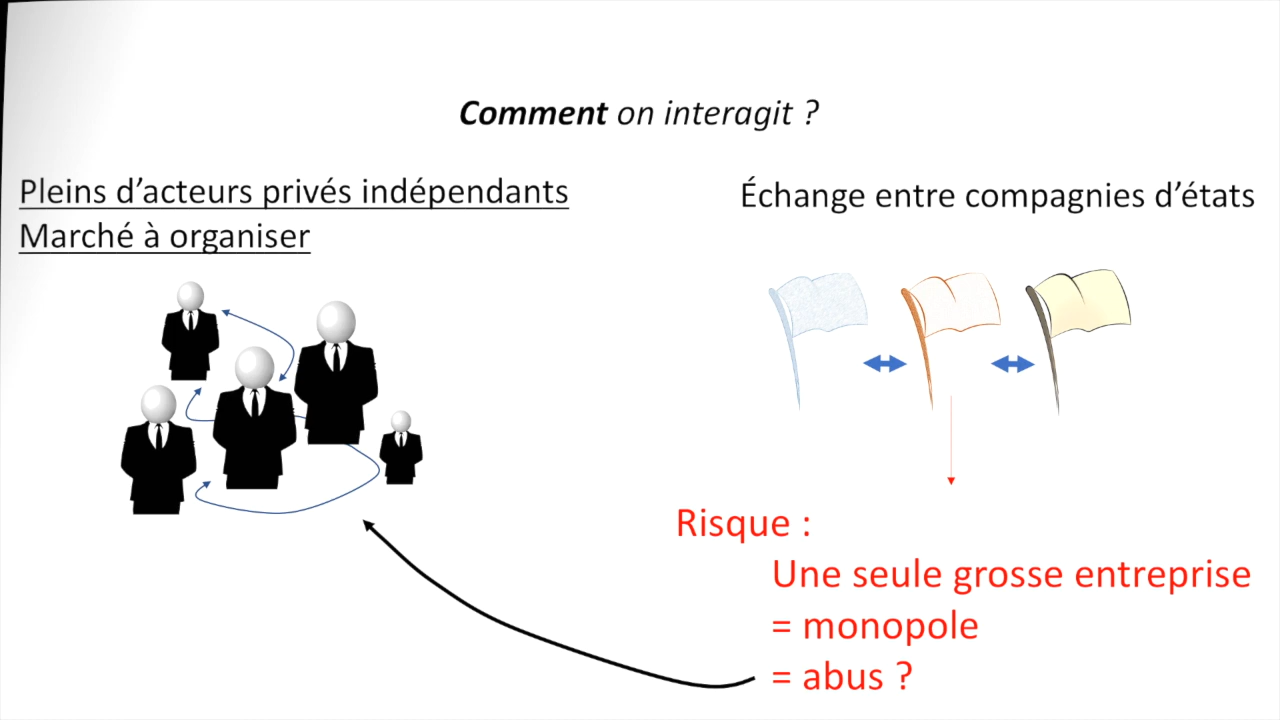 Comment on interagit ?
Pleins d'acteurs privés indépendants
Marché à organiser
Échange entre compagnies d'états
Risque :
Une seule grosse entreprise
= monopole
= abus ?